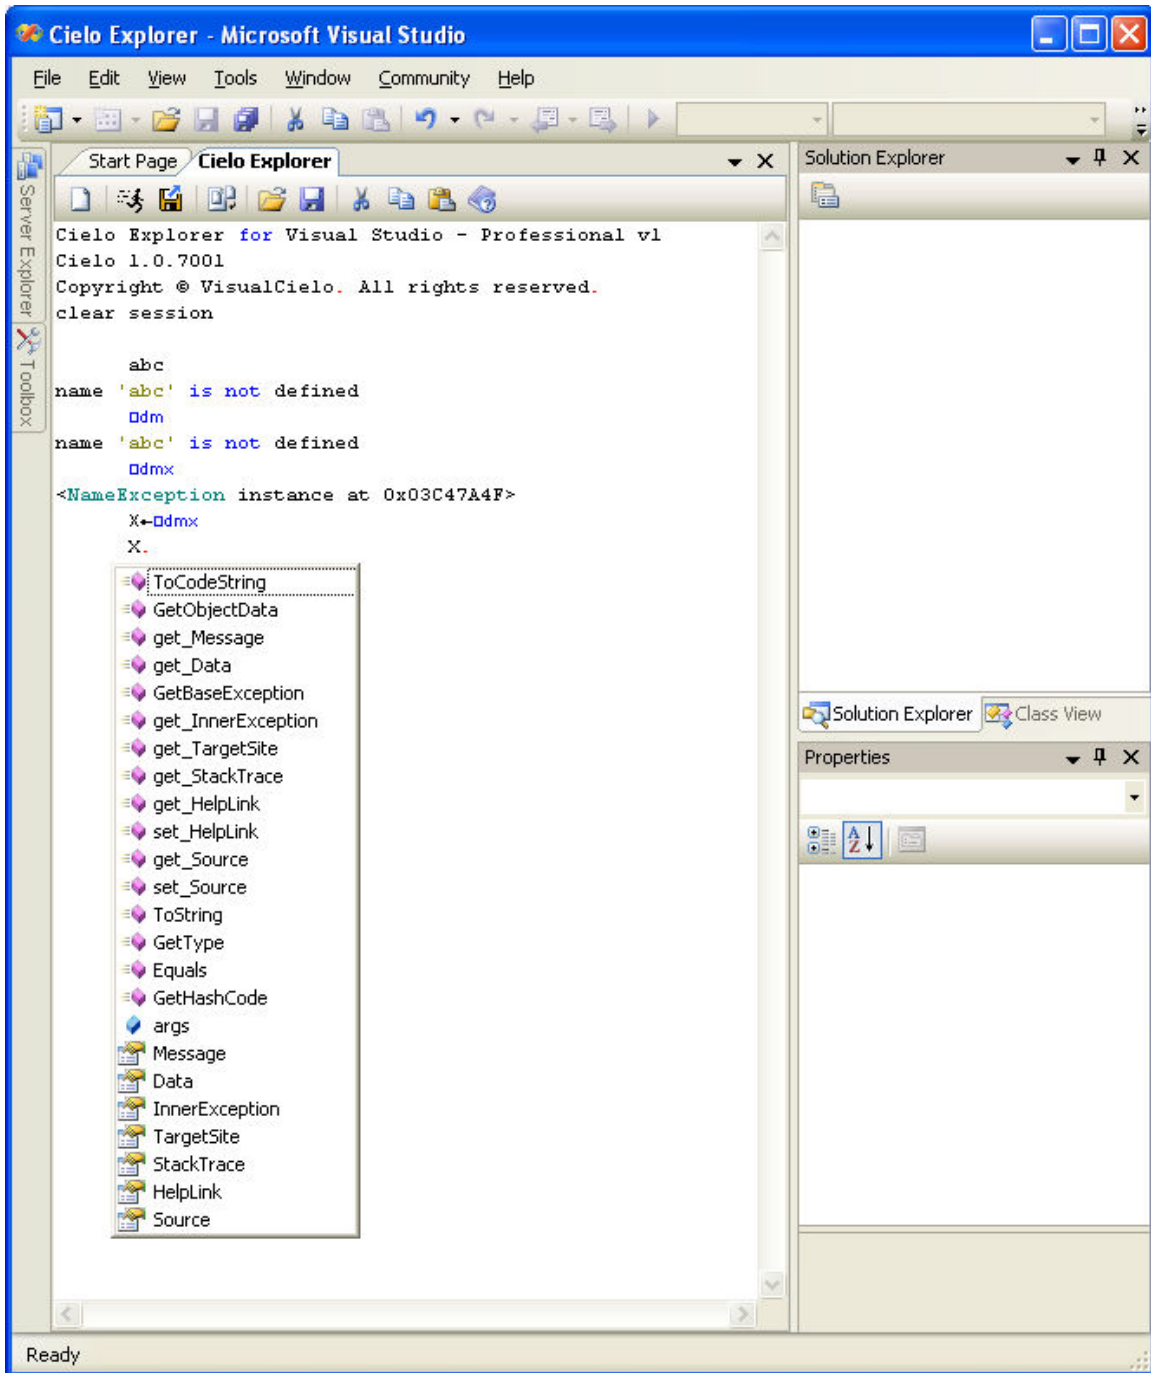 Cielo Explorer - Microsoft Visual Studio
File Edit View Tools Window Community Help
Server Explorer
Toolbox
Start Page Cielo Explorer
Cielo Explorer for Visual Studio - Professional v1
Cielo 1.0.7001
Copyright © VisualCielo. All rights reserved.
clear session
abc
name 'abc' is not defined
⎕dm
name 'abc' is not defined
⎕dmx
<NameException instance at 0x03C47A4F>
X←⎕dmx
X.
ToCodeString
GetObjectData
get_Message
get_Data
GetBaseException
get_InnerException
get_TargetSite
get_StackTrace
get_HelpLink
set_HelpLink
get_Source
set_Source
ToString
GetType
Equals
GetHashCode
args
Message
Data
InnerException
TargetSite
StackTrace
HelpLink
Source
Solution Explorer
Solution Explorer Class View
Properties
Ready